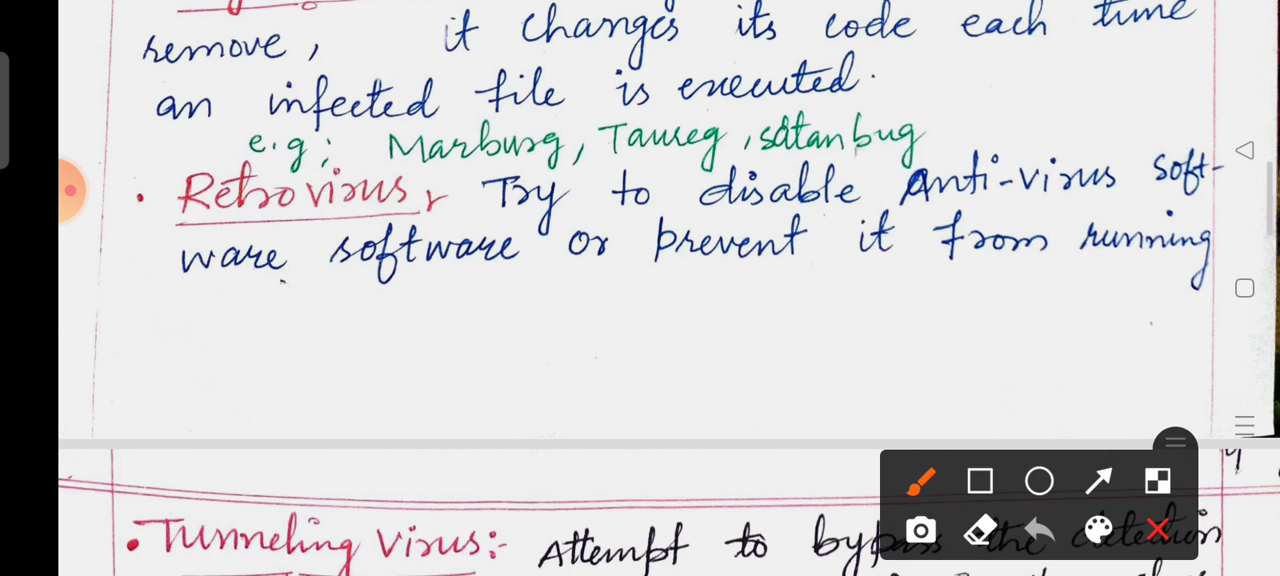 remove, it changes its code each time
an infected file is executed.
e.g; Marburg, Taureg, satanbug
• Retrovirus, Try to disable Anti-virus soft-
ware software or prevent it from running
• Tunneling Virus:- Attempt to bypass the detection